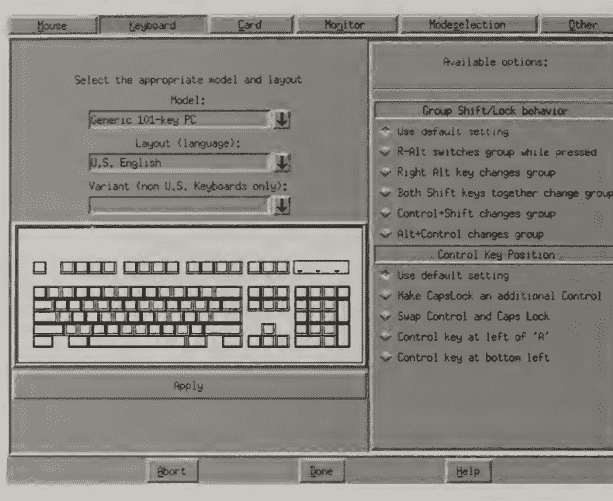 Mouse
Keyboard
Card
Monitor
Modeselection
Other
Select the appropriate model and layout
Model:
Generic 101-key PC
Layout (language):
U.S. English
Variant (non U.S. Keyboards only):
Apply
Available options:
Group Shift/Lock behavior
Use default setting
R-Alt switches group while pressed
Right Alt key changes group
Both Shift keys together change group
Control+Shift changes group
Alt+Control changes group
Control Key Position
Use default setting
Make CapsLock an additional Control
Swap Control and Caps Lock
Control key at left of 'A'
Control key at bottom left
Abort
Done
Help